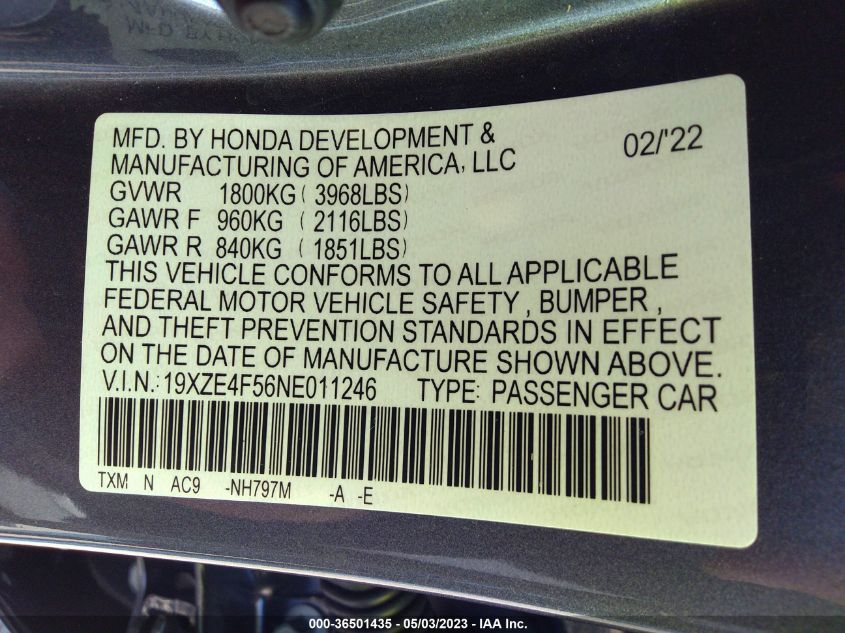 MFD. BY HONDA DEVELOPMENT & 02/'22
MANUFACTURING OF AMERICA, LLC
GVWR 1800KG ( 3968LBS)
GAWR F 960KG ( 2116LBS)
GAWR R 840KG ( 1851LBS)
THIS VEHICLE CONFORMS TO ALL APPLICABLE
FEDERAL MOTOR VEHICLE SAFETY , BUMPER ,
AND THEFT PREVENTION STANDARDS IN EFFECT
ON THE DATE OF MANUFACTURE SHOWN ABOVE.
V.I.N.: 19XZE4F56NE011246 TYPE: PASSENGER CAR
TXM N AC9 -NH797M -A -E
000-36501435 - 05/03/2023 - IAA Inc.